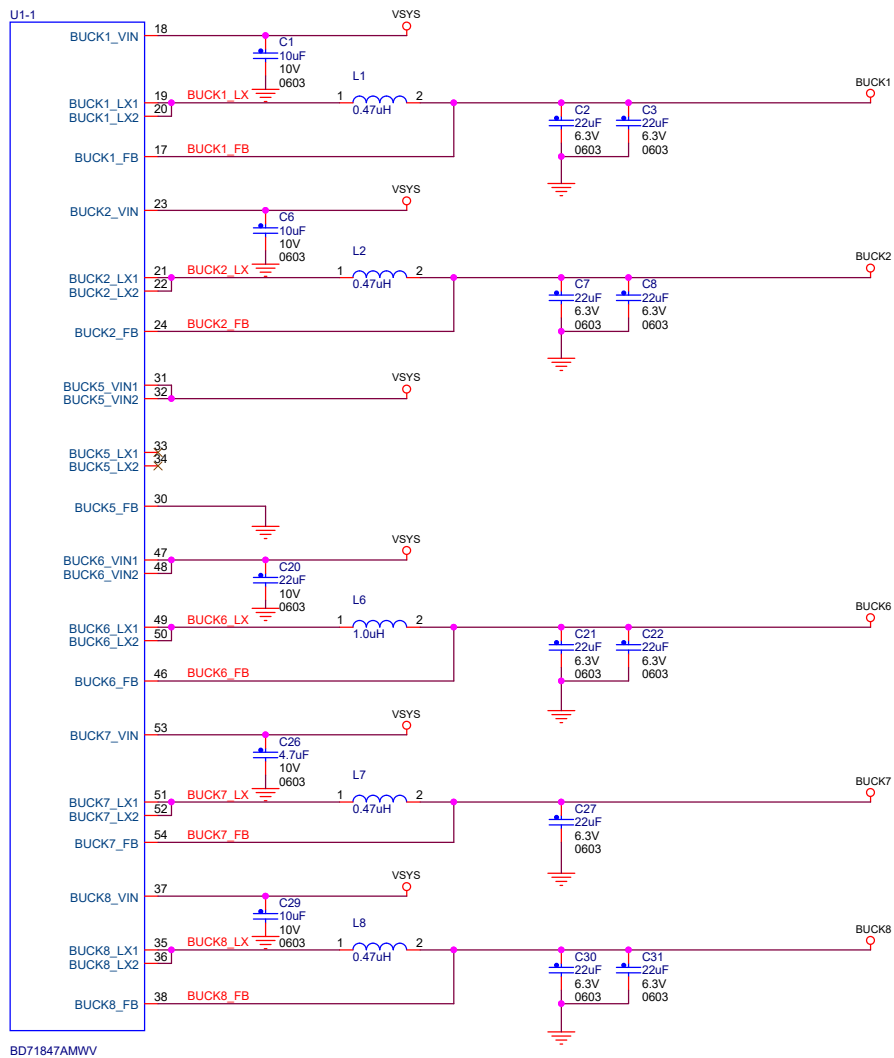 U1-1
VSYS
BUCK1_VIN 18
C1
10uF
10V
0603
L1
BUCK1
BUCK1_LX1 19 BUCK1_LX 1 2
BUCK1_LX2 20
0.47uH
C2 C3
22uF 22uF
6.3V 6.3V
0603 0603
BUCK1_FB 17 BUCK1_FB
VSYS
BUCK2_VIN 23
C6
10uF
10V
0603
L2
BUCK2
BUCK2_LX1 21 BUCK2_LX 1 2
BUCK2_LX2 22
0.47uH
C7 C8
22uF 22uF
6.3V 6.3V
0603 0603
BUCK2_FB 24 BUCK2_FB
VSYS
BUCK5_VIN1 31
BUCK5_VIN2 32
BUCK5_LX1 33
BUCK5_LX2 34
BUCK5_FB 30
VSYS
BUCK6_VIN1 47
BUCK6_VIN2 48
C20
22uF
10V
0603
L6
BUCK6
BUCK6_LX1 49 BUCK6_LX 1 2
BUCK6_LX2 50
1.0uH
C21 C22
22uF 22uF
6.3V 6.3V
0603 0603
BUCK6_FB 46 BUCK6_FB
VSYS
BUCK7_VIN 53
C26
4.7uF
10V
0603
L7
BUCK7
BUCK7_LX1 51 BUCK7_LX 1 2
BUCK7_LX2 52
0.47uH
C27
22uF
6.3V
0603
BUCK7_FB 54 BUCK7_FB
VSYS
BUCK8_VIN 37
C29
10uF
10V
0603
L8
BUCK8
BUCK8_LX1 35 BUCK8_LX 1 2
BUCK8_LX2 36
0.47uH
C30 C31
22uF 22uF
6.3V 6.3V
0603 0603
BUCK8_FB 38 BUCK8_FB
BD71847AMWV